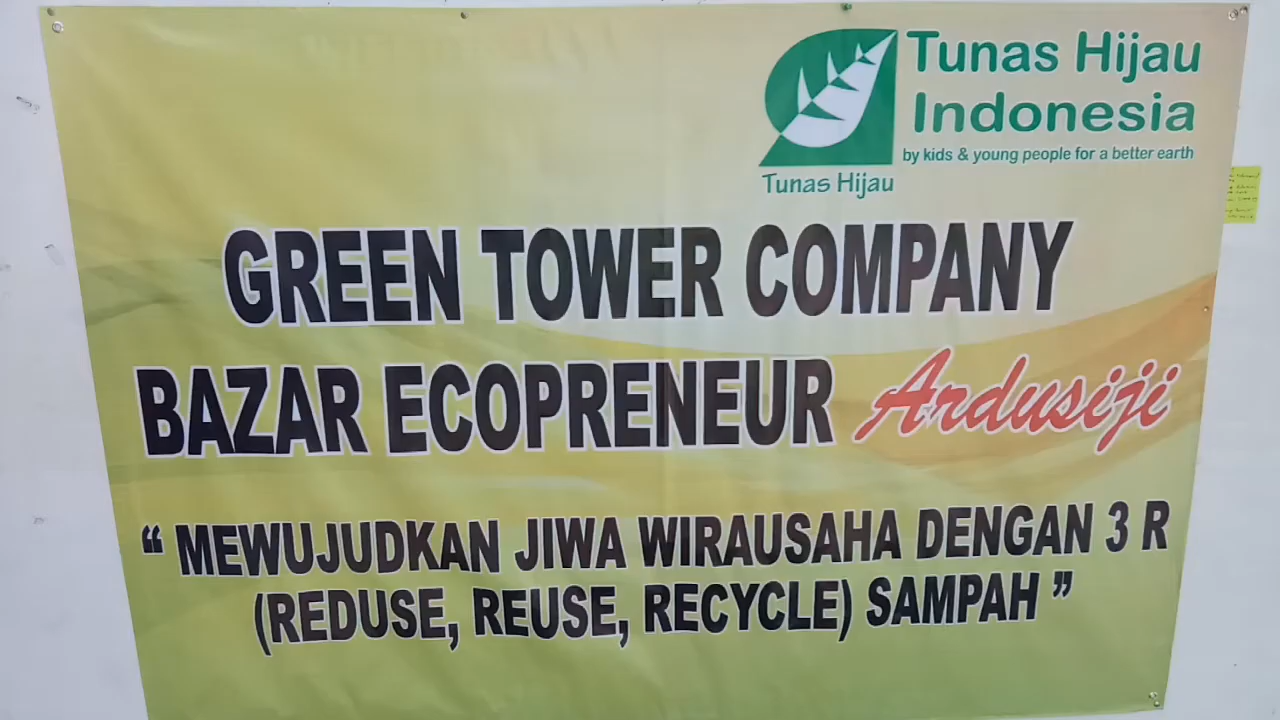 Tunas Hijau
Indonesia
by kids & young people for a better earth
Tunas Hijau
GREEN TOWER COMPANY
BAZAR ECOPRENEUR Ardusiji
“ MEWUJUDKAN JIWA WIRAUSAHA DENGAN 3 R
(REDUSE, REUSE, RECYCLE) SAMPAH ”